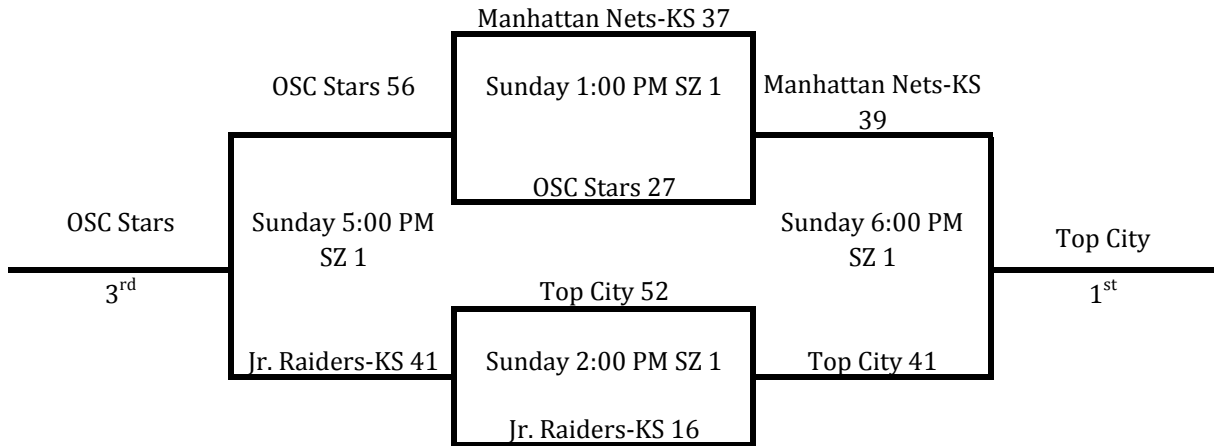 Manhattan Nets-KS 37
OSC Stars 56
Sunday 1:00 PM SZ 1
Manhattan Nets-KS
39
OSC Stars 27
OSC Stars
Sunday 5:00 PM
SZ 1
Sunday 6:00 PM
SZ 1
Top City
3rd
Top City 52
1st
Jr. Raiders-KS 41
Sunday 2:00 PM SZ 1
Top City 41
Jr. Raiders-KS 16